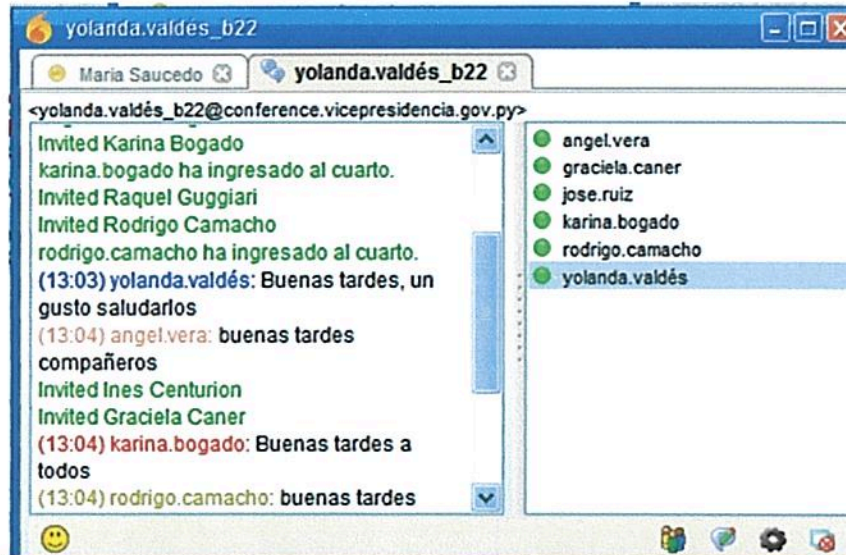 yolanda.valdés_b22
Maria Saucedo
yolanda.valdés_b22
<yolanda.valdés_b22@conference.vicepresidencia.gov.py>
Invited Karina Bogado
karina.bogado ha ingresado al cuarto.
Invited Raquel Guggiari
Invited Rodrigo Camacho
rodrigo.camacho ha ingresado al cuarto.
(13:03) yolanda.valdés: Buenas tardes, un
gusto saludarlos
(13:04) angel.vera: buenas tardes
compañeros
Invited Ines Centurion
Invited Graciela Caner
(13:04) karina.bogado: Buenas tardes a
todos
(13:04) rodrigo.camacho: buenas tardes
angel.vera
graciela.caner
jose.ruiz
karina.bogado
rodrigo.camacho
yolanda.valdés